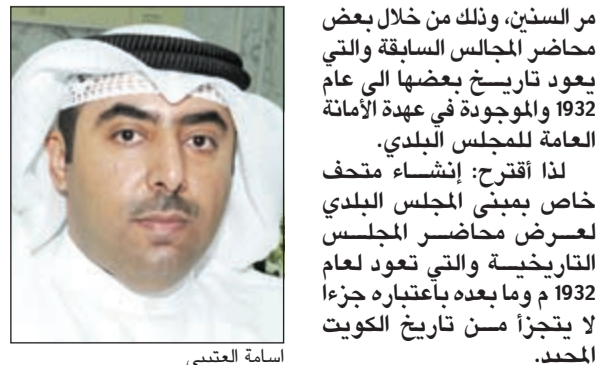 مر السنين، وذلك من خلال بعض
محاضر المجالس السابقة والتي
يعود تاريخ بعضها الى عام
1932 والموجودة في عهدة الأمانة
العامة للمجلس البلدي.
لذا أقترح: إنشاء متحف
خاص بمبنى المجلس البلدي
لعرض محاضر المجلس
التاريخية والتي تعود لعام
1932 م وما بعده باعتباره جزءا
لا يتجزأ من تاريخ الكويت
المجيد.
اسامة العتيبي